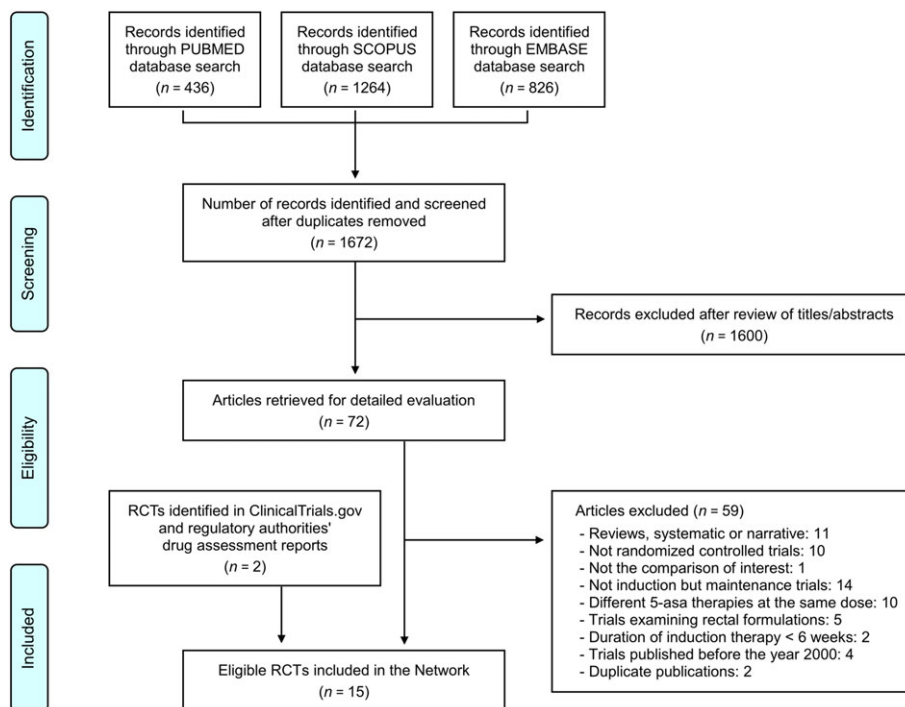 Identification
Records identified
through PUBMED
database search
(n = 436)
Records identified
through SCOPUS
database search
(n = 1264)
Records identified
through EMBASE
database search
(n = 826)
Screening
Number of records identified and screened
after duplicates removed
(n = 1672)
Records excluded after review of titles/abstracts
(n = 1600)
Eligibility
Articles retrieved for detailed evaluation
(n = 72)
RCTs identified in ClinicalTrials.gov
and regulatory authorities'
drug assessment reports
(n = 2)
Articles excluded (n = 59)
- Reviews, systematic or narrative: 11
- Not randomized controlled trials: 10
- Not the comparison of interest: 1
- Not induction but maintenance trials: 14
- Different 5-asa therapies at the same dose: 10
- Trials examining rectal formulations: 5
- Duration of induction therapy < 6 weeks: 2
- Trials published before the year 2000: 4
- Duplicate publications: 2
Included
Eligible RCTs included in the Network
(n = 15)